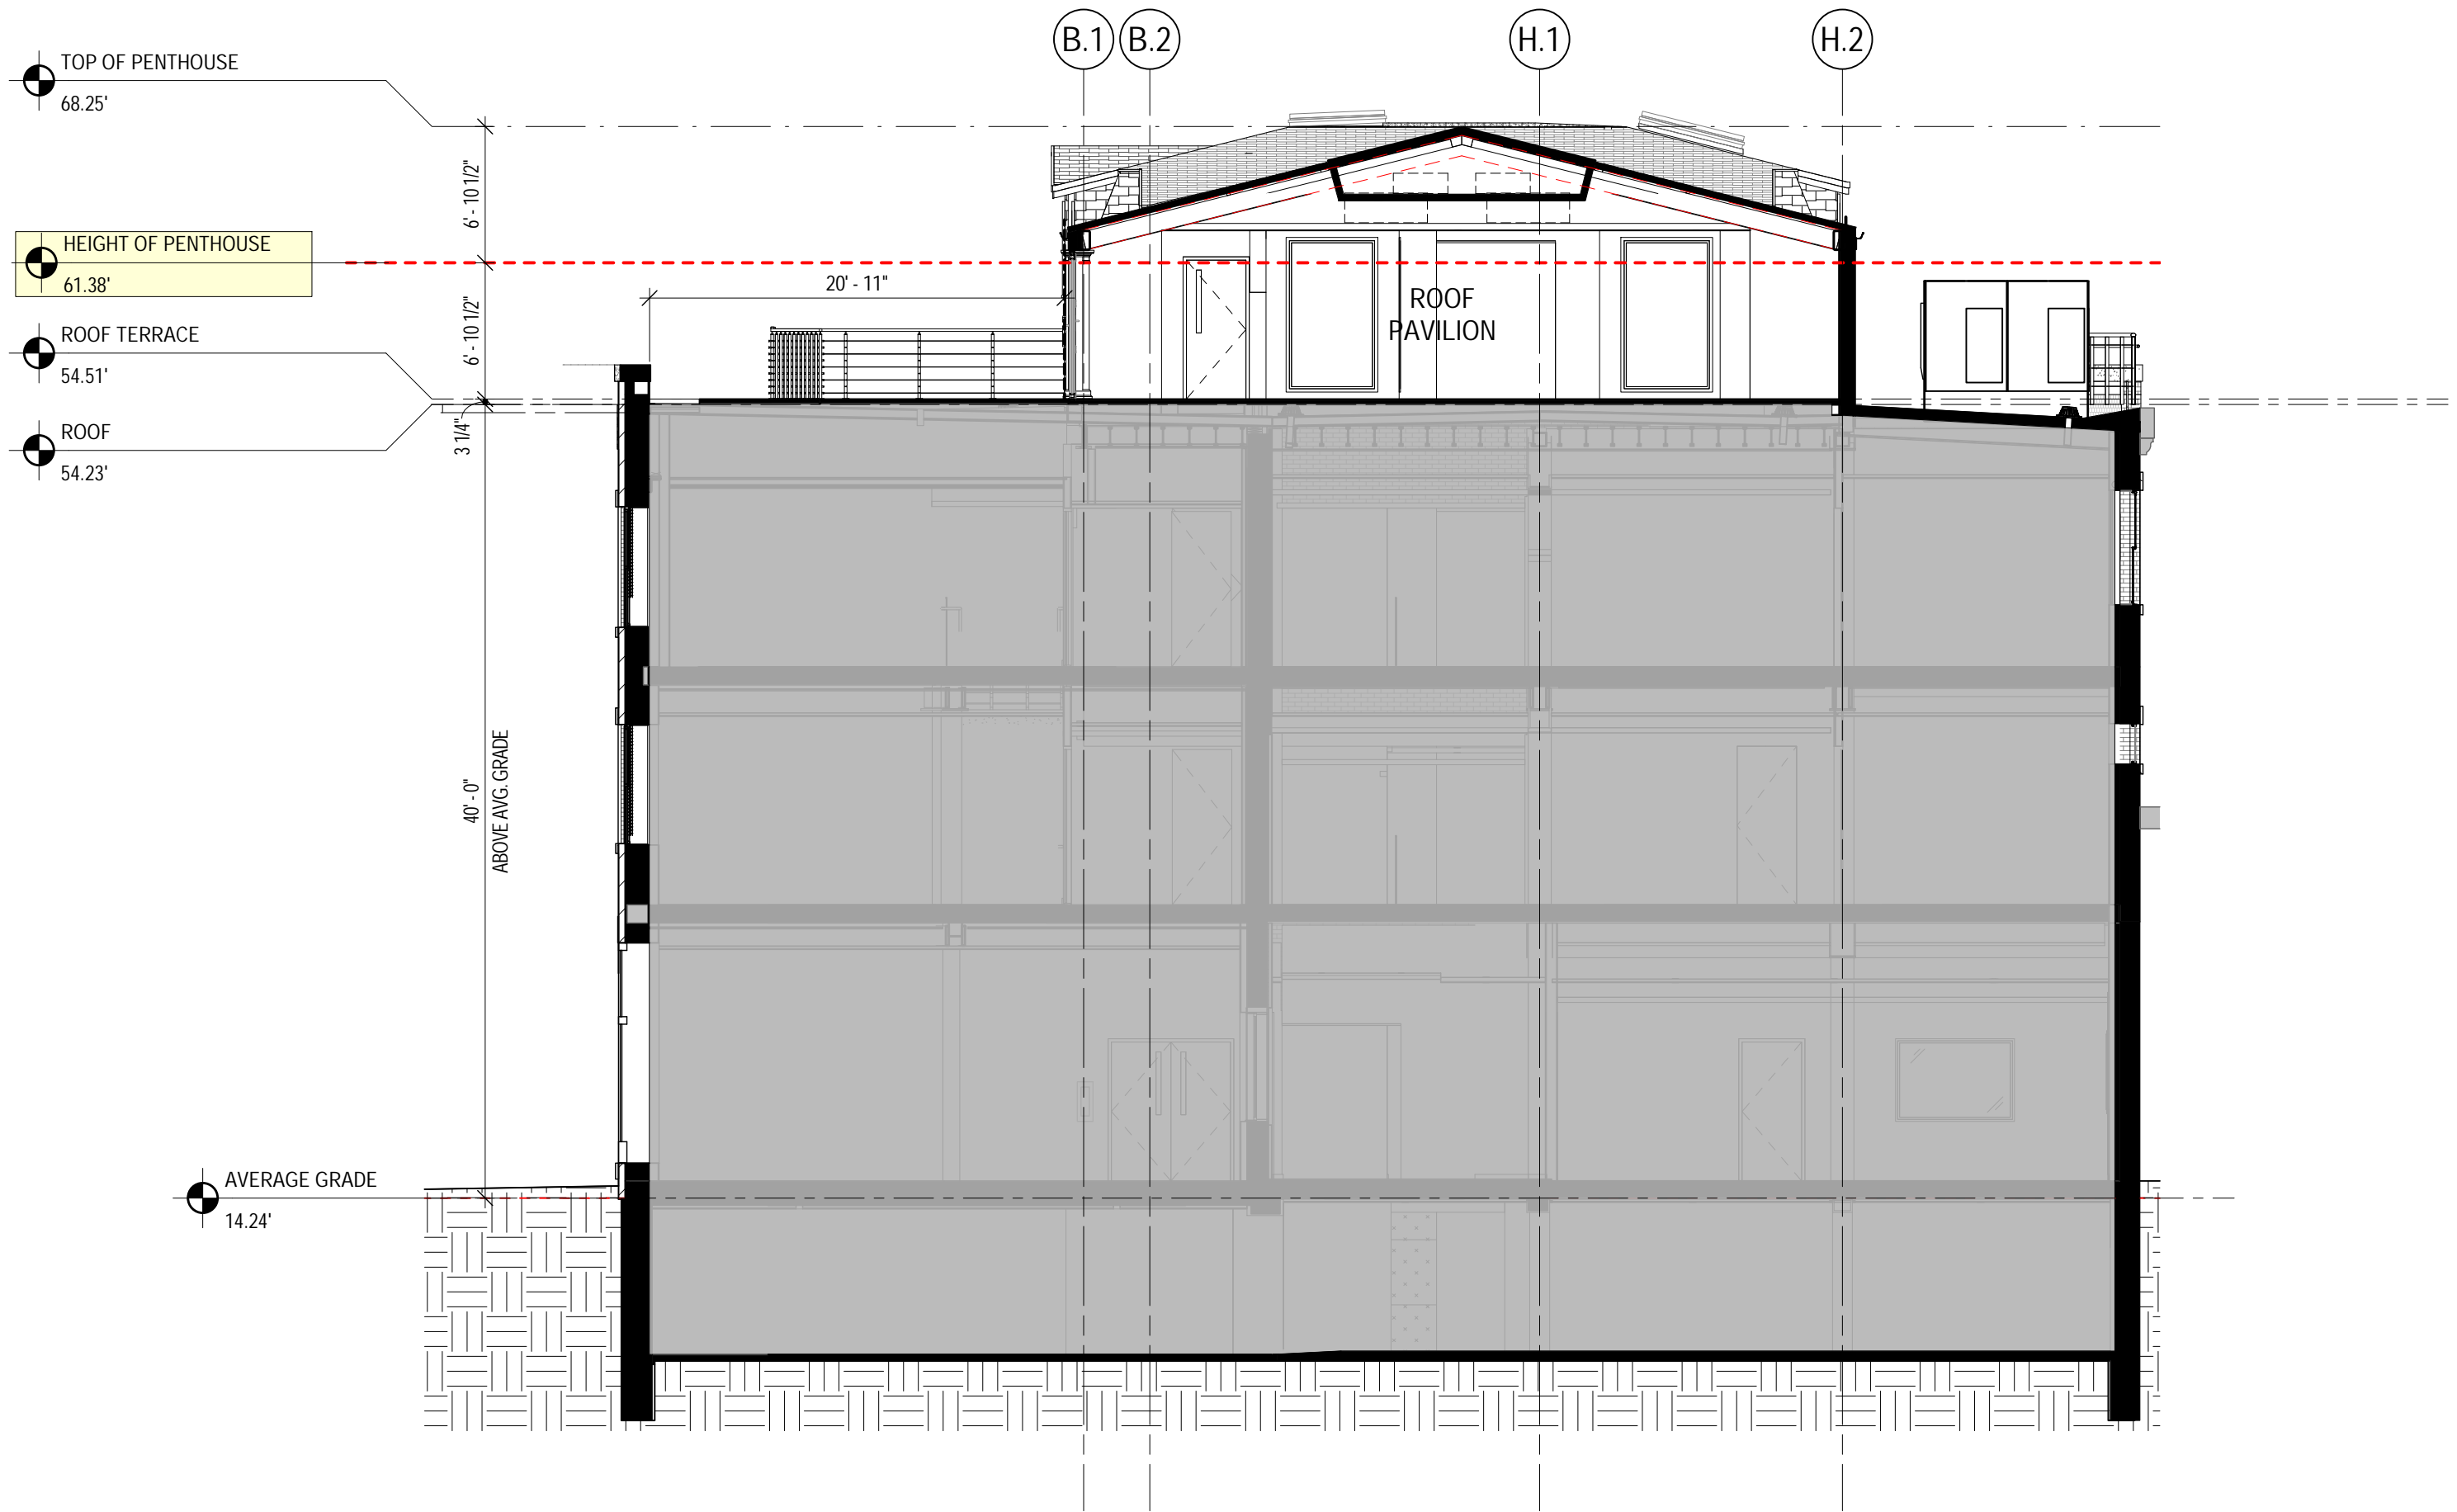 B.1 B.2 H.1 H.2
TOP OF PENTHOUSE
68.25'
6' - 10 1/2"
HEIGHT OF PENTHOUSE
61.38'
20' - 11"
6' - 10 1/2"
ROOF
PAVILION
ROOF TERRACE
54.51'
ROOF
54.23'
3 1/4"
40' - 0"
ABOVE AVG. GRADE
AVERAGE GRADE
14.24'